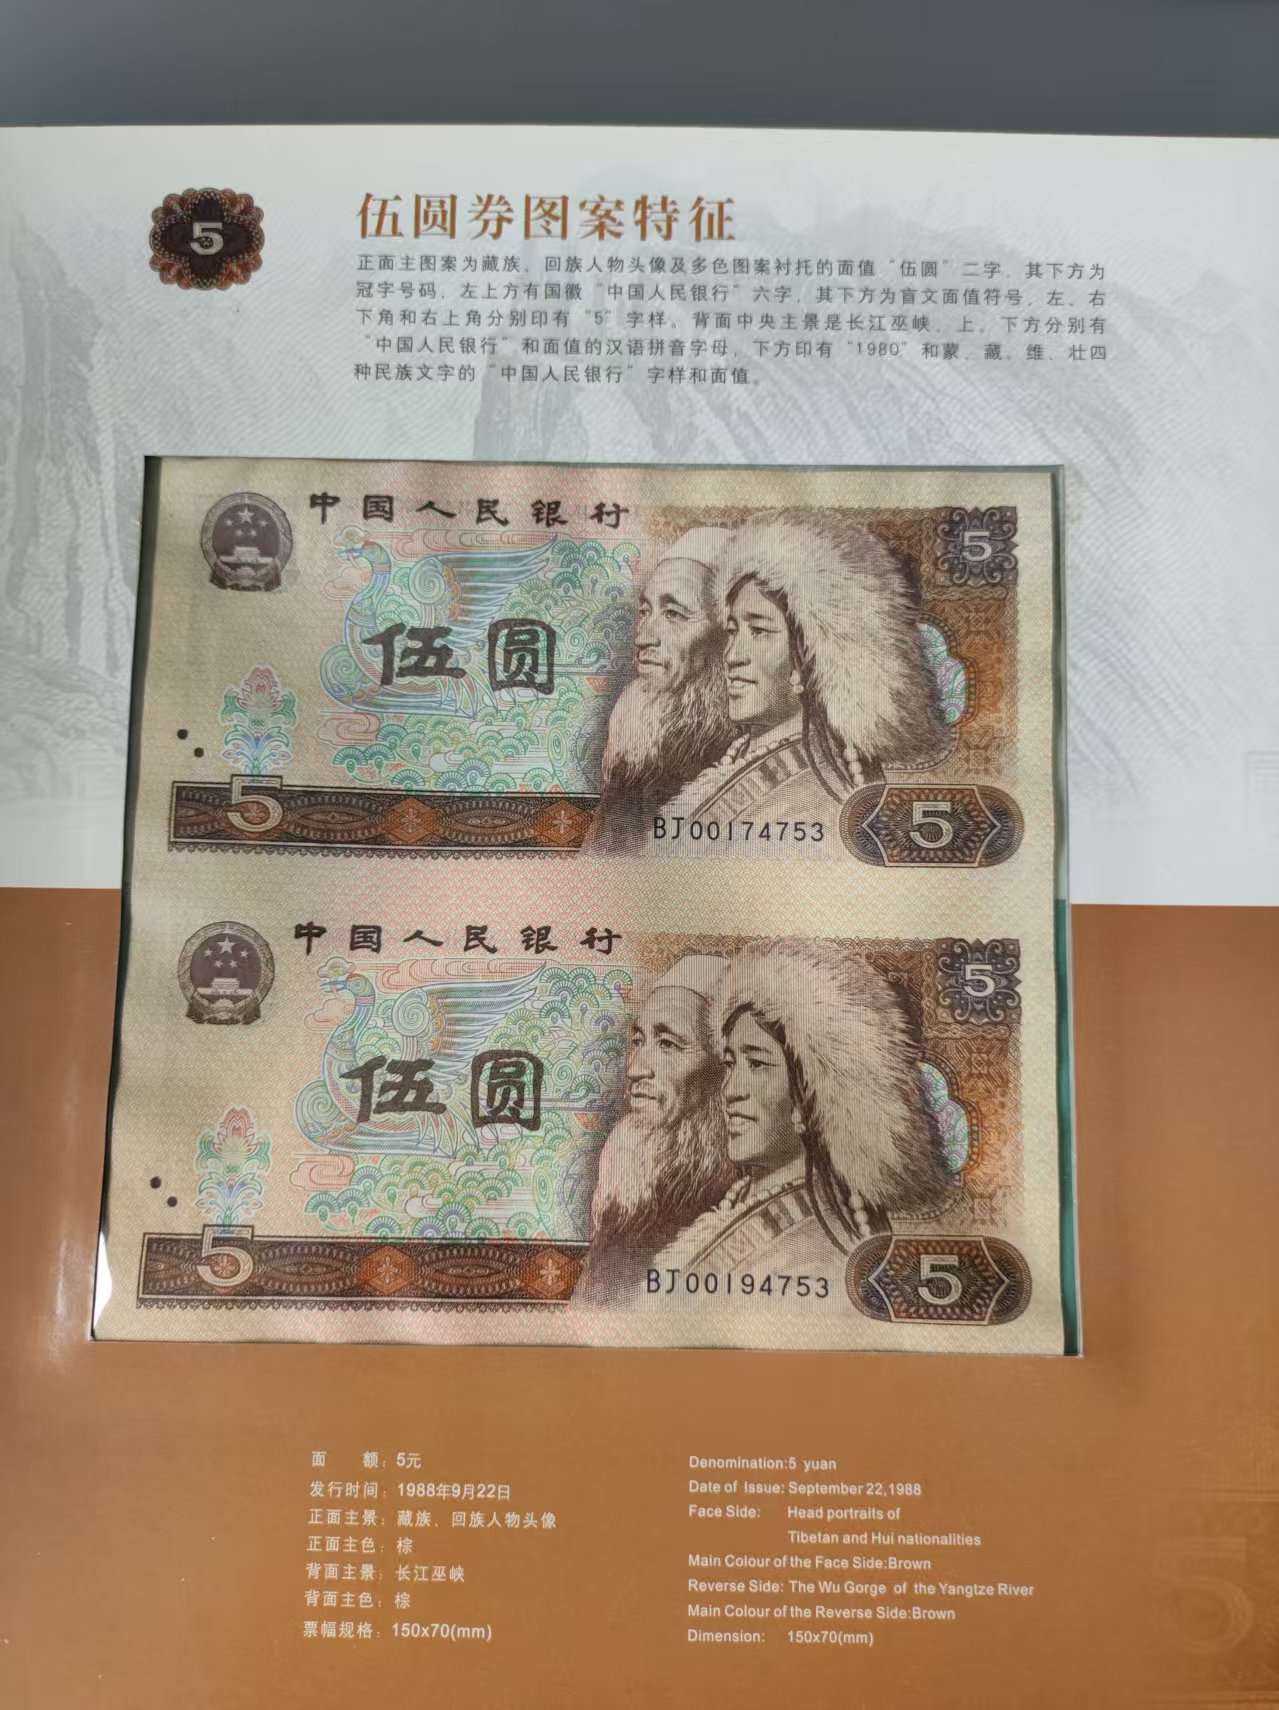 5
伍圆券图案特征
正面主图案为藏族、回族人物头像及多色图案衬托的面值“伍圆”二字，其下方为
冠字号码，左上方有国徽“中国人民银行”六字，其下方为盲文面值符号，左、右
下角和右上角分别印有“5”字样。背面中央主景是长江巫峡，上、下方分别有
“中国人民银行”和面值的汉语拼音字母，下方印有“1980”和蒙、藏、维、壮四
种民族文字的“中国人民银行”字样和面值。
中国人民银行
5
伍圆
5
BJ00174753
5
中国人民银行
5
伍圆
5
BJ00194753
5
面 额：5元
发行时间：1988年9月22日
正面主景：藏族、回族人物头像
正面主色：棕
背面主景：长江巫峡
背面主色：棕
票幅规格：150x70(mm)
Denomination:5 yuan
Date of Issue: September 22,1988
Face Side: Head portraits of
Tibetan and Hui nationalities
Main Colour of the Face Side:Brown
Reverse Side: The Wu Gorge of the Yangtze River
Main Colour of the Reverse Side:Brown
Dimension: 150x70(mm)